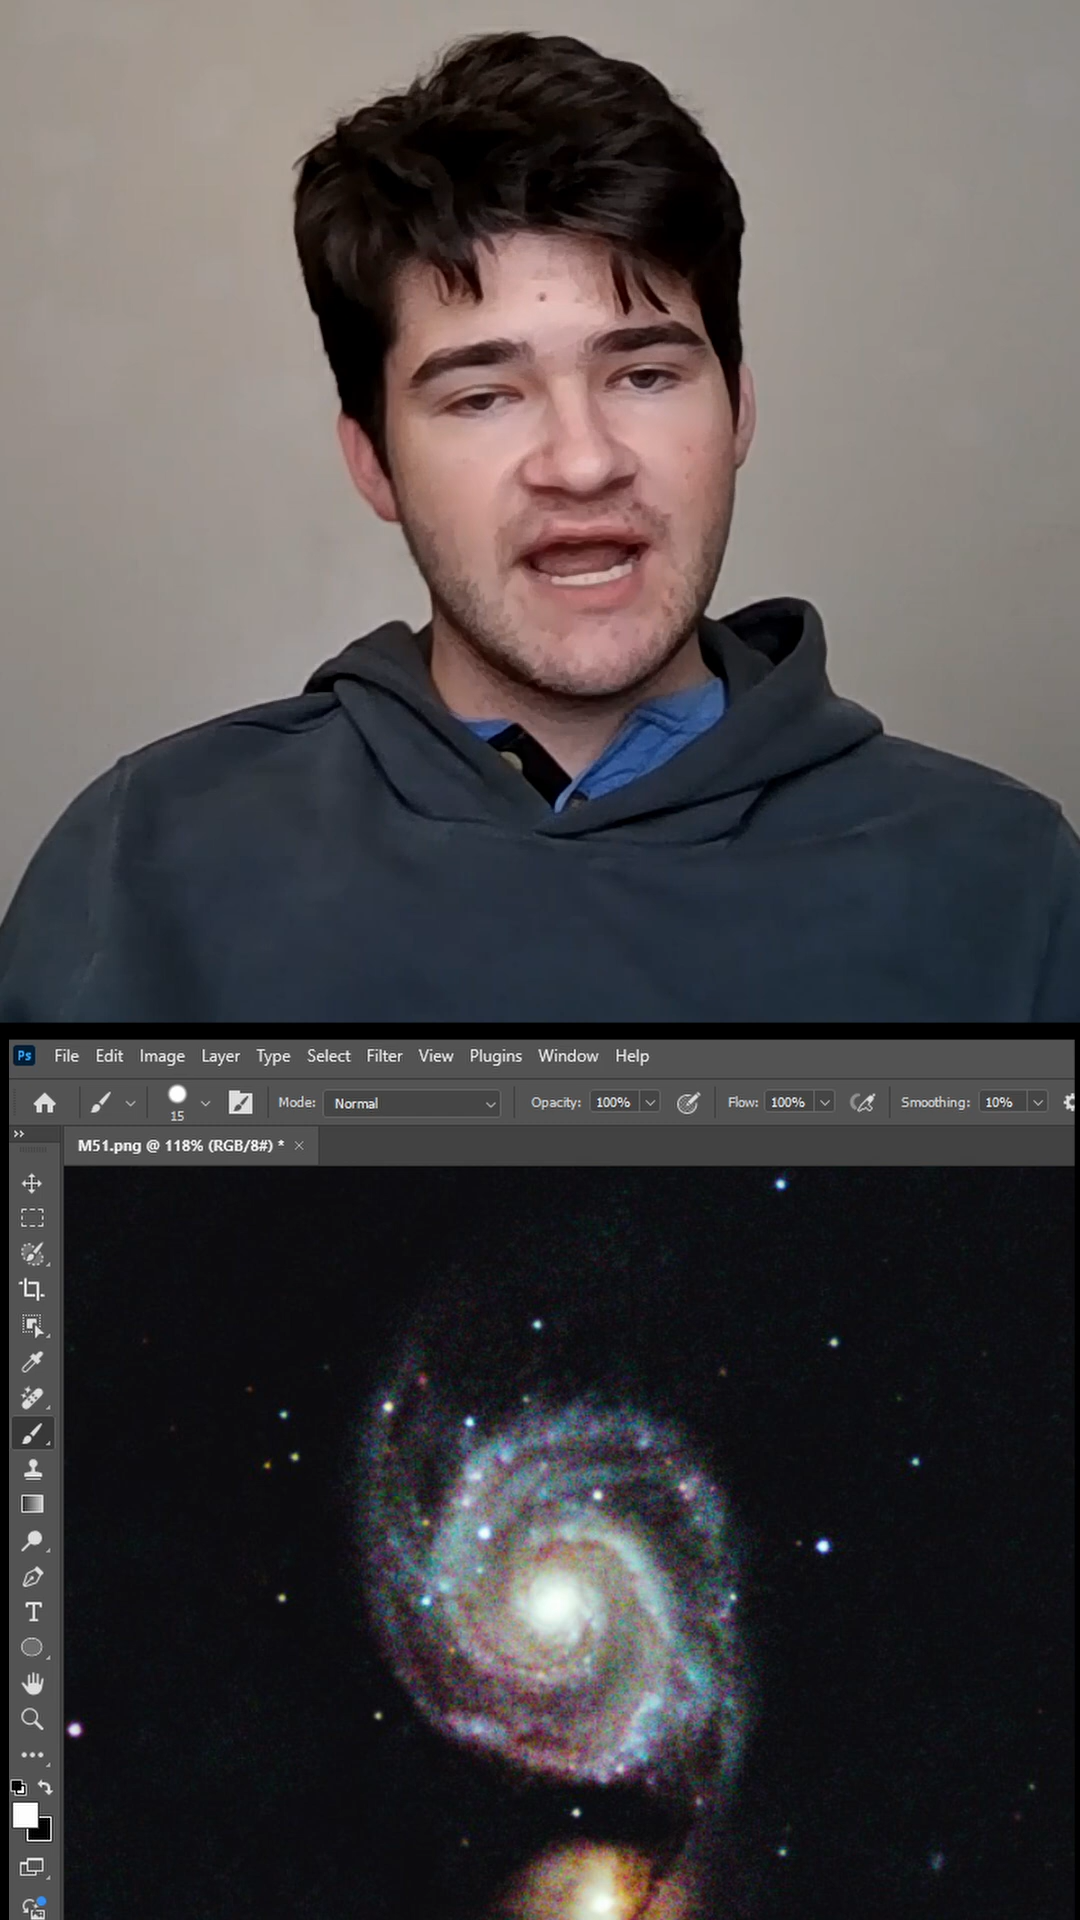 Ps File Edit Image Layer Type Select Filter View Plugins Window Help
15 Mode: Normal Opacity: 100% Flow: 100% Smoothing: 10%
M51.png @ 118% (RGB/8#) *
T